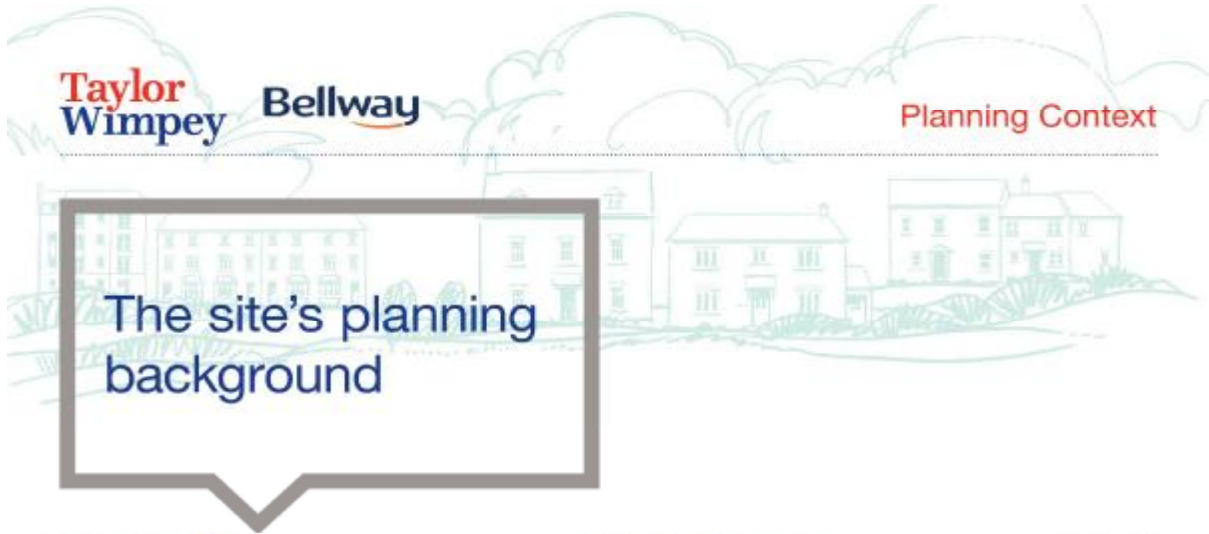 Taylor
Wimpey
Bellway
Planning Context
The site's planning
background